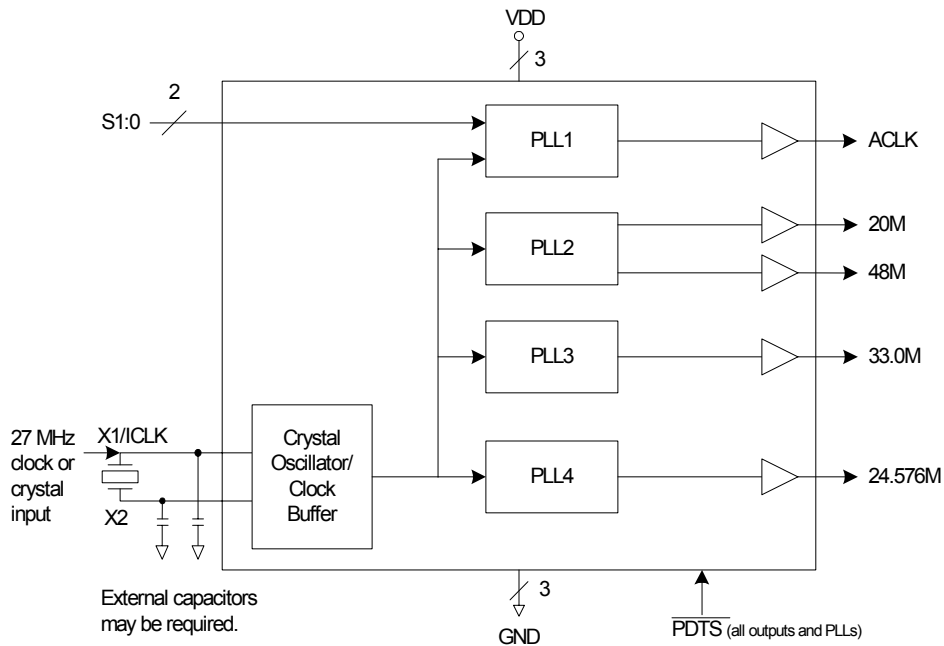 VDD
3
2
S1:0
PLL1
ACLK
20M
PLL2
48M
PLL3
33.0M
27 MHz
clock or
crystal
input
X1/ICLK
X2
Crystal
Oscillator/
Clock
Buffer
PLL4
24.576M
External capacitors
may be required.
3
GND
PDTS (all outputs and PLLs)